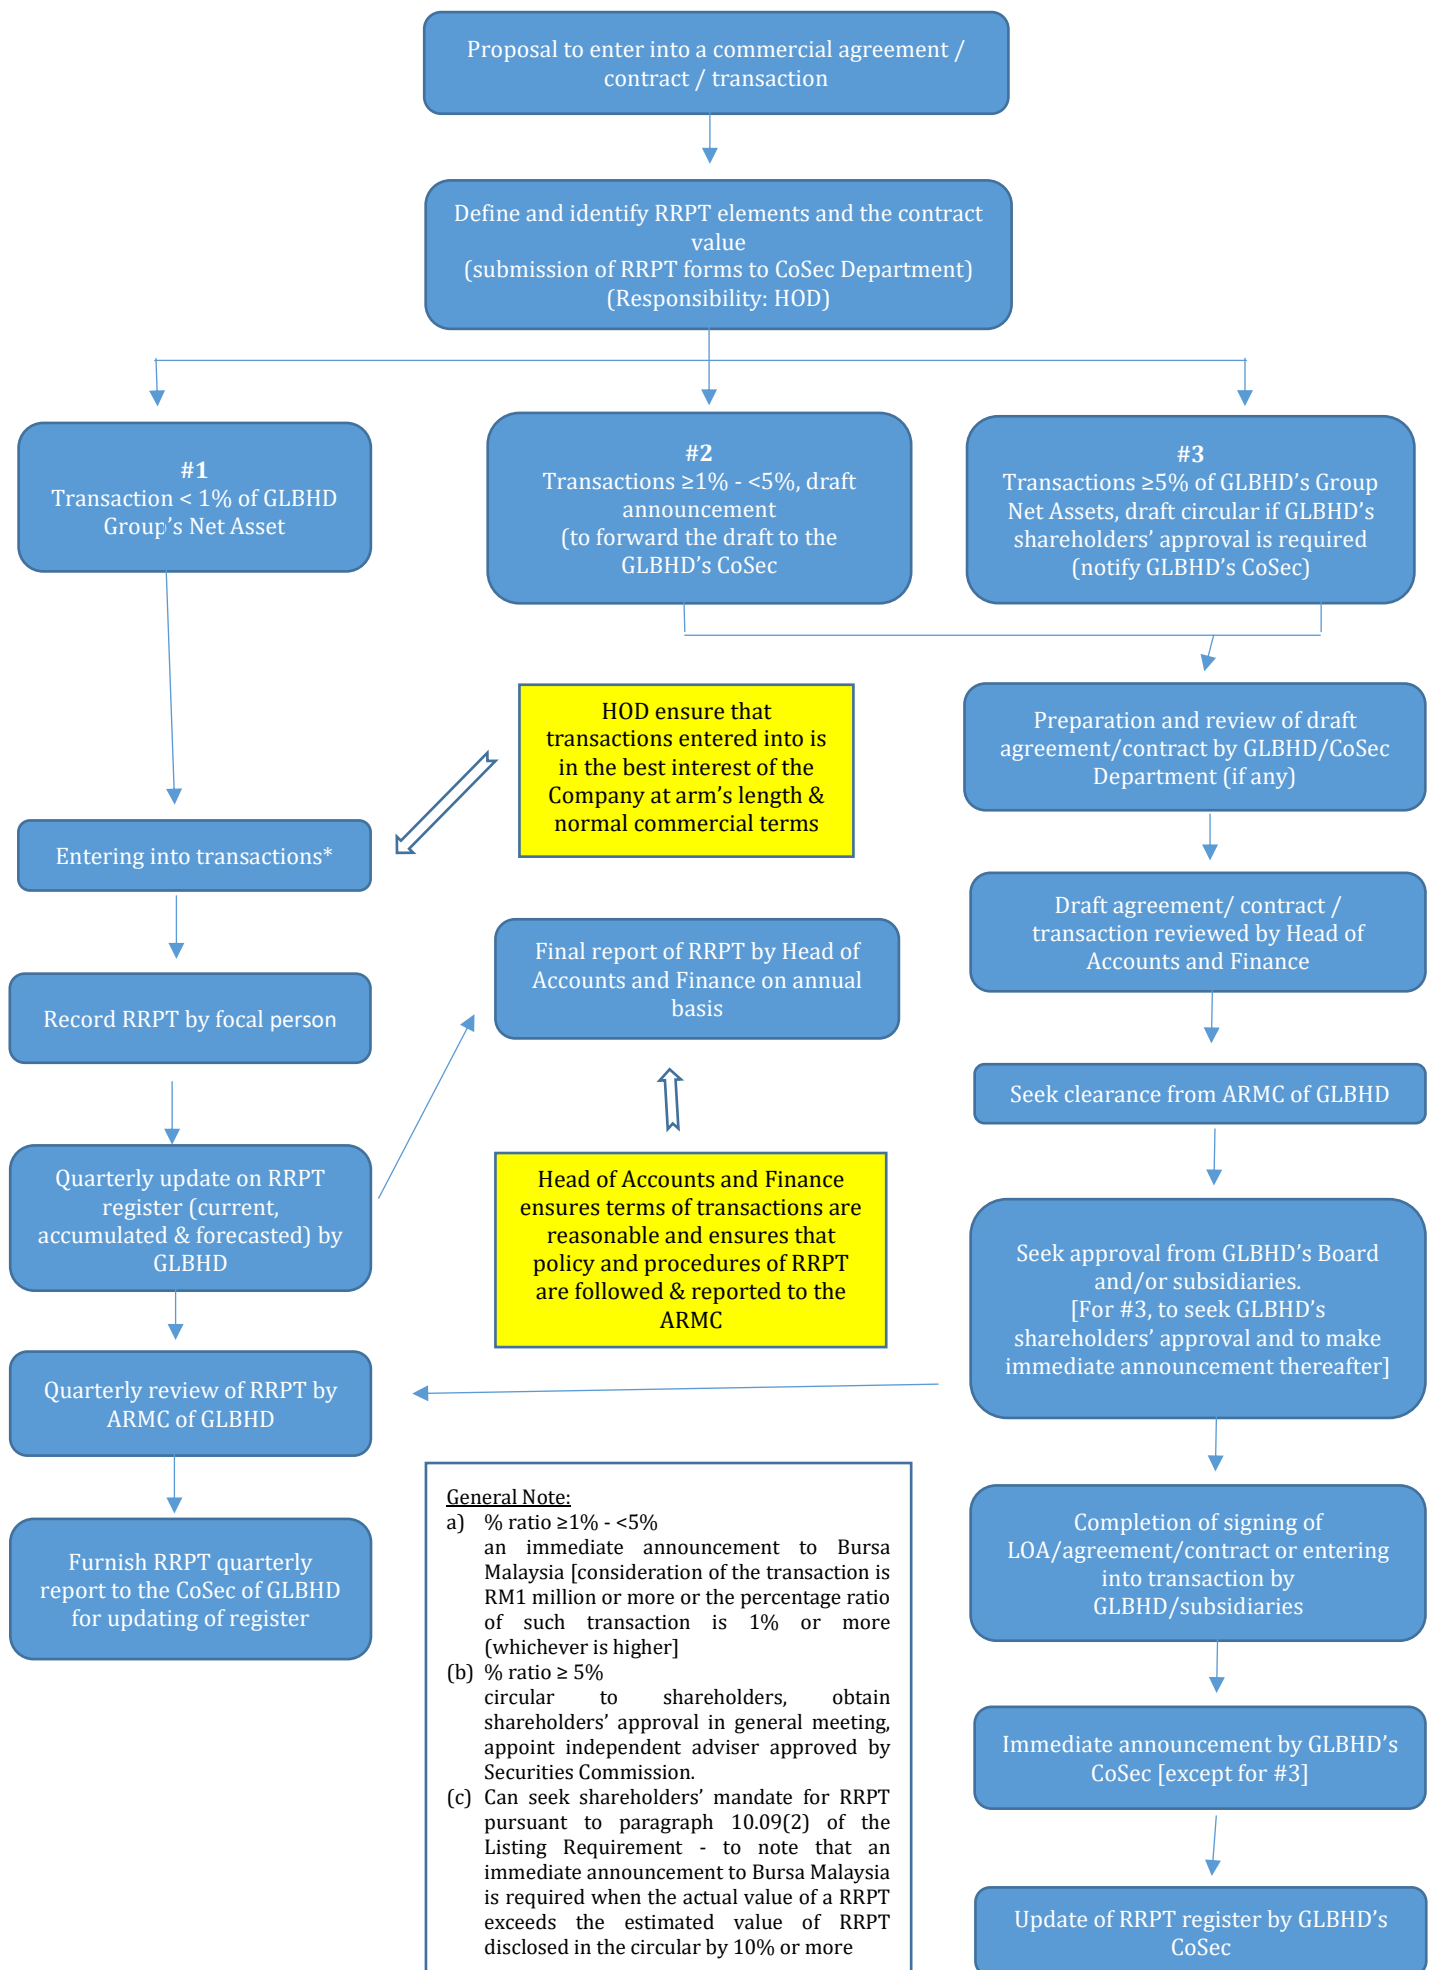 Proposal to enter into a commercial agreement /
contract / transaction
Define and identify RRPT elements and the contract
value
(submission of RRPT forms to CoSec Department)
(Responsibility: HOD)
#1
Transaction < 1% of GLBHD
Group's Net Asset
#2
Transactions ≥1% - <5%, draft
announcement
(to forward the draft to the
GLBHD's CoSec
#3
Transactions ≥5% of GLBHD's Group
Net Assets, draft circular if GLBHD's
shareholders' approval is required
(notify GLBHD's CoSec)
HOD ensure that
transactions entered into is
in the best interest of the
Company at arm's length &
normal commercial terms
Preparation and review of draft
agreement/contract by GLBHD/CoSec
Department (if any)
Entering into transactions*
Draft agreement/ contract /
transaction reviewed by Head of
Accounts and Finance
Final report of RRPT by Head of
Accounts and Finance on annual
basis
Record RRPT by focal person
Seek clearance from ARMC of GLBHD
Quarterly update on RRPT
register (current,
accumulated & forecasted) by
GLBHD
Head of Accounts and Finance
ensures terms of transactions are
reasonable and ensures that
policy and procedures of RRPT
are followed & reported to the
ARMC
Seek approval from GLBHD's Board
and/or subsidiaries.
[For #3, to seek GLBHD's
shareholders' approval and to make
immediate announcement thereafter]
Quarterly review of RRPT by
ARMC of GLBHD
Furnish RRPT quarterly
report to the CoSec of GLBHD
for updating of register
General Note:
a) % ratio ≥1% - <5%
an immediate announcement to Bursa
Malaysia [consideration of the transaction is
RM1 million or more or the percentage ratio
of such transaction is 1% or more
(whichever is higher]
(b) % ratio ≥ 5%
circular to shareholders, obtain
shareholders' approval in general meeting,
appoint independent adviser approved by
Securities Commission.
(c) Can seek shareholders' mandate for RRPT
pursuant to paragraph 10.09(2) of the
Listing Requirement - to note that an
immediate announcement to Bursa Malaysia
is required when the actual value of a RRPT
exceeds the estimated value of RRPT
disclosed in the circular by 10% or more
Completion of signing of
LOA/agreement/contract or entering
into transaction by
GLBHD/subsidiaries
Immediate announcement by GLBHD's
CoSec [except for #3]
Update of RRPT register by GLBHD's
CoSec